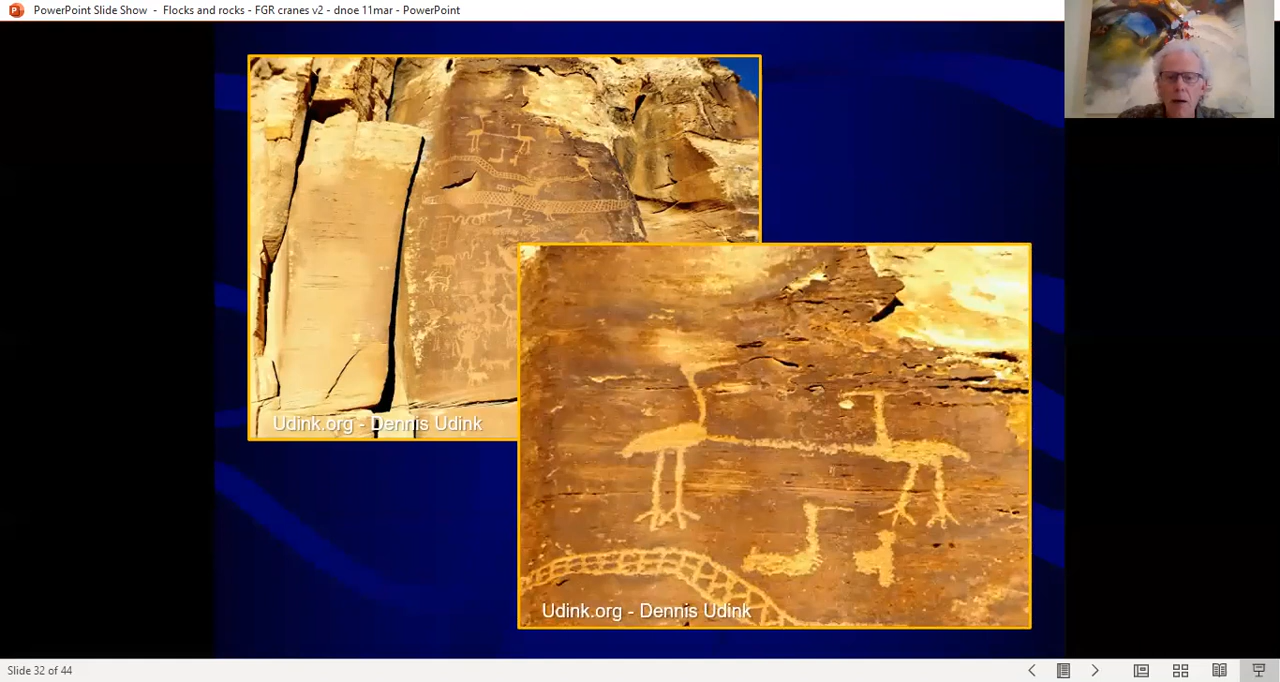 PowerPoint Slide Show - Flocks and rocks - FGR cranes v2 - dnoe 11mar - PowerPoint
Udink.org - Dennis Udink
Udink.org - Dennis Udink
Slide 32 of 44